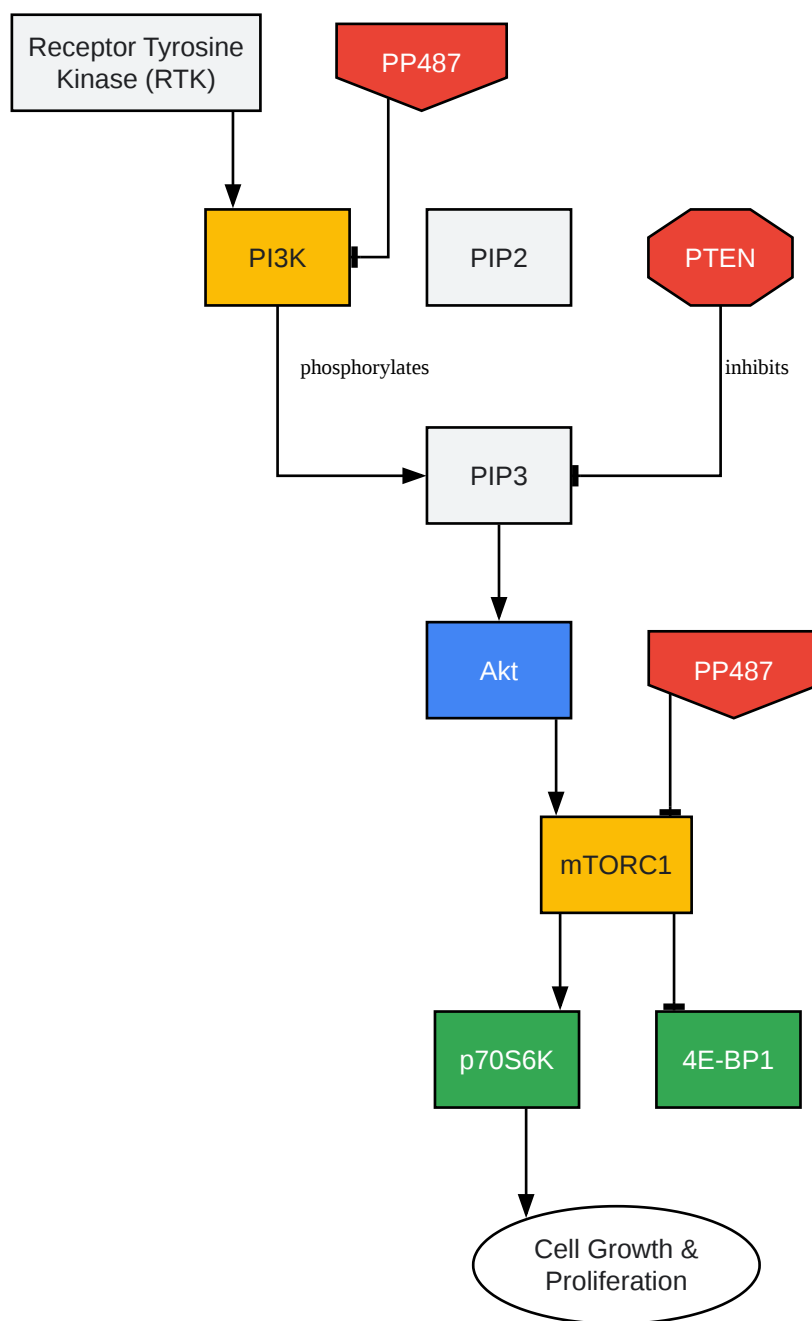 Receptor Tyrosine
Kinase (RTK)
PP487
PI3K
PIP2
PTEN
phosphorylates
inhibits
PIP3
Akt
PP487
mTORC1
p70S6K
4E-BP1
Cell Growth &
Proliferation